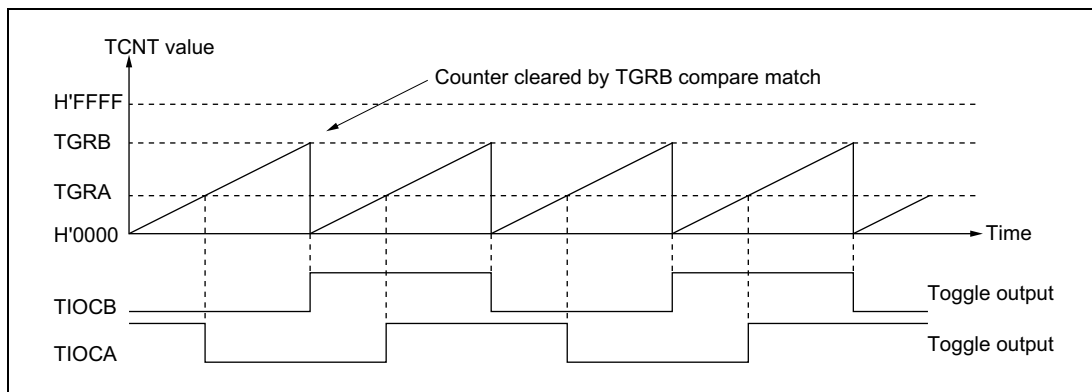 TCNT value
Counter cleared by TGRB compare match
H'FFFF
TGRB
TGRA
H'0000
Time
TIOCB
Toggle output
TIOCA
Toggle output